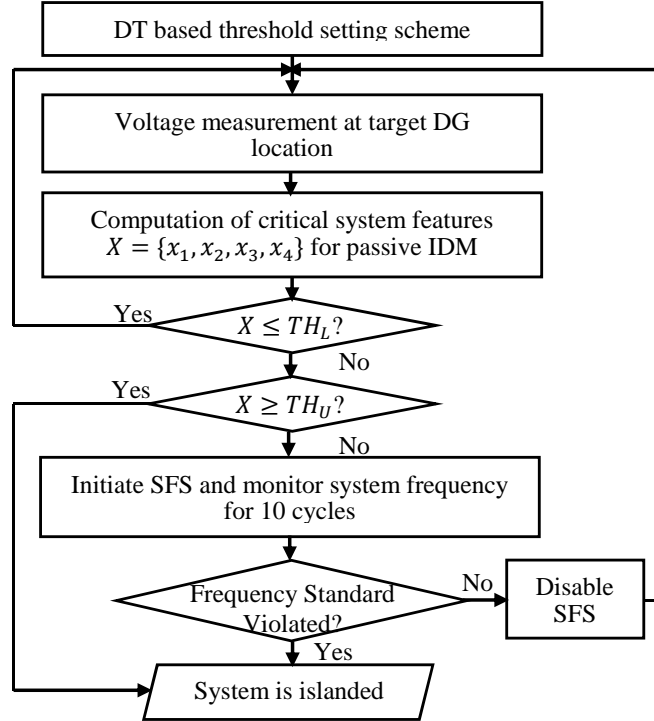 DT based threshold setting scheme
Voltage measurement at target DG
location
Computation of critical system features
𝑋 = {𝑥₁, 𝑥₂, 𝑥₃, 𝑥₄} for passive IDM
Yes
𝑋 ≤ 𝑇𝐻_𝐿?
No
Yes
𝑋 ≥ 𝑇𝐻_𝑈?
No
Initiate SFS and monitor system frequency
for 10 cycles
Frequency Standard
Violated?
No
Disable
SFS
Yes
System is islanded